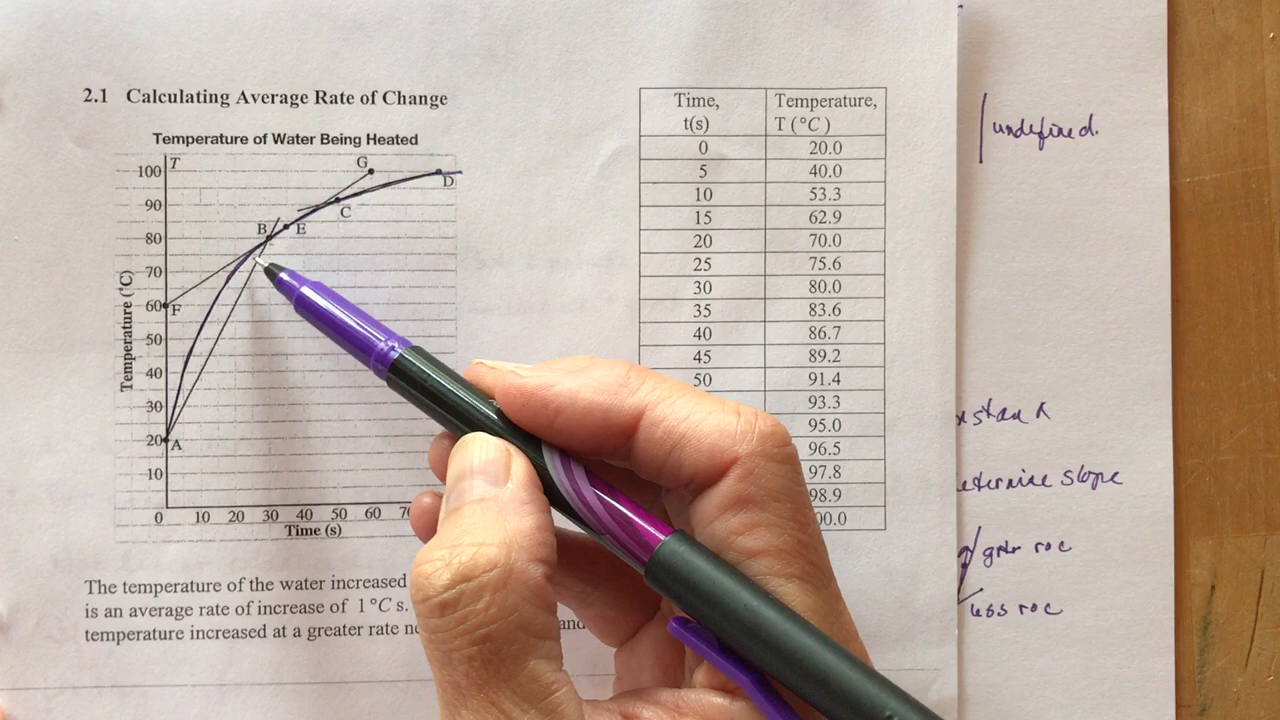 2.1 Calculating Average Rate of Change
Temperature of Water Being Heated
T
G
100
D
90
C
B
E
80
70
60
F
50
40
30
20
A
10
0 10 20 30 40 50 60
Temperature (°C)
Time (s)
Time, t(s) Temperature, T (°C)
0 20.0
5 40.0
10 53.3
15 62.9
20 70.0
25 75.6
30 80.0
35 83.6
40 86.7
45 89.2
50 91.4
93.3
95.0
96.5
97.8
98.9
00.0
The temperature of the water increased
is an average rate of increase of 1°C s.
temperature increased at a greater rate and
undefined.
slope
roc
less roc